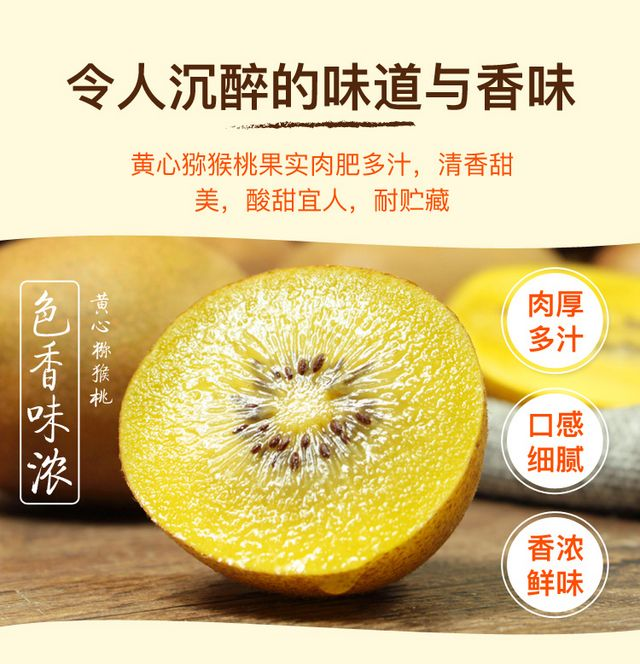 令人沉醉的味道与香味
黄心猕猴桃果实肉肥多汁，清香甜
美，酸甜宜人，耐贮藏
色香味浓
黄心猕猴桃
肉厚
多汁
口感
细腻
香浓
鲜味